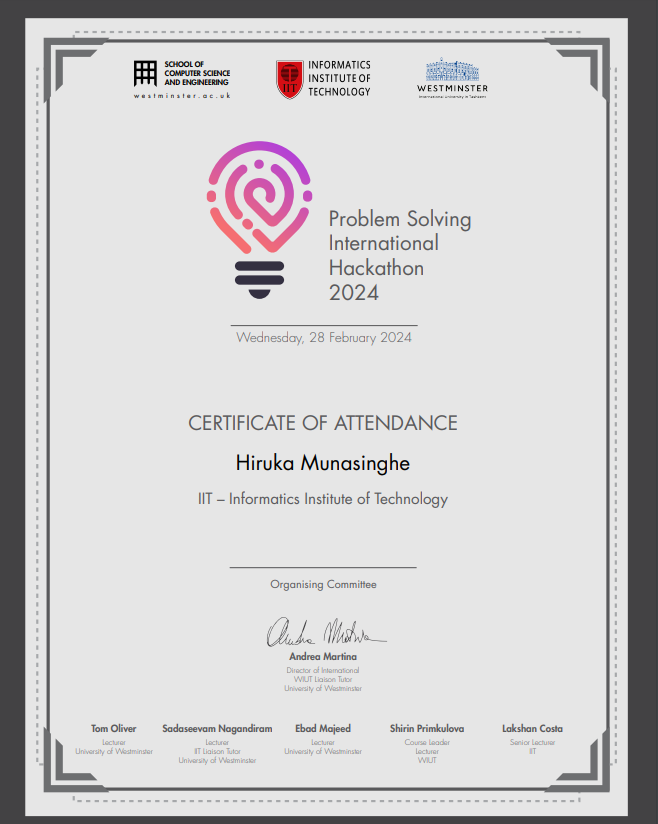 SCHOOL OF
COMPUTER SCIENCE
AND ENGINEERING
westminster.ac.uk
INFORMATICS
INSTITUTE OF
TECHNOLOGY
IIT
WESTMINSTER
International University in Tashkent
Problem Solving
International
Hackathon
2024
Wednesday, 28 February 2024
CERTIFICATE OF ATTENDANCE
Hiruka Munasinghe
IIT – Informatics Institute of Technology
Organising Committee
Andrea Martina
Andrea Martina
Director of International
WIUT Liaison Tutor
University of Westminster
Tom Oliver
Lecturer
University of Westminster
Sadaseevam Nagandiram
Lecturer
IIT Liaison Tutor
University of Westminster
Ebad Majeed
Lecturer
University of Westminster
Shirin Primkulova
Course Leader
Lecturer
WIUT
Lakshan Costa
Senior Lecturer
IIT